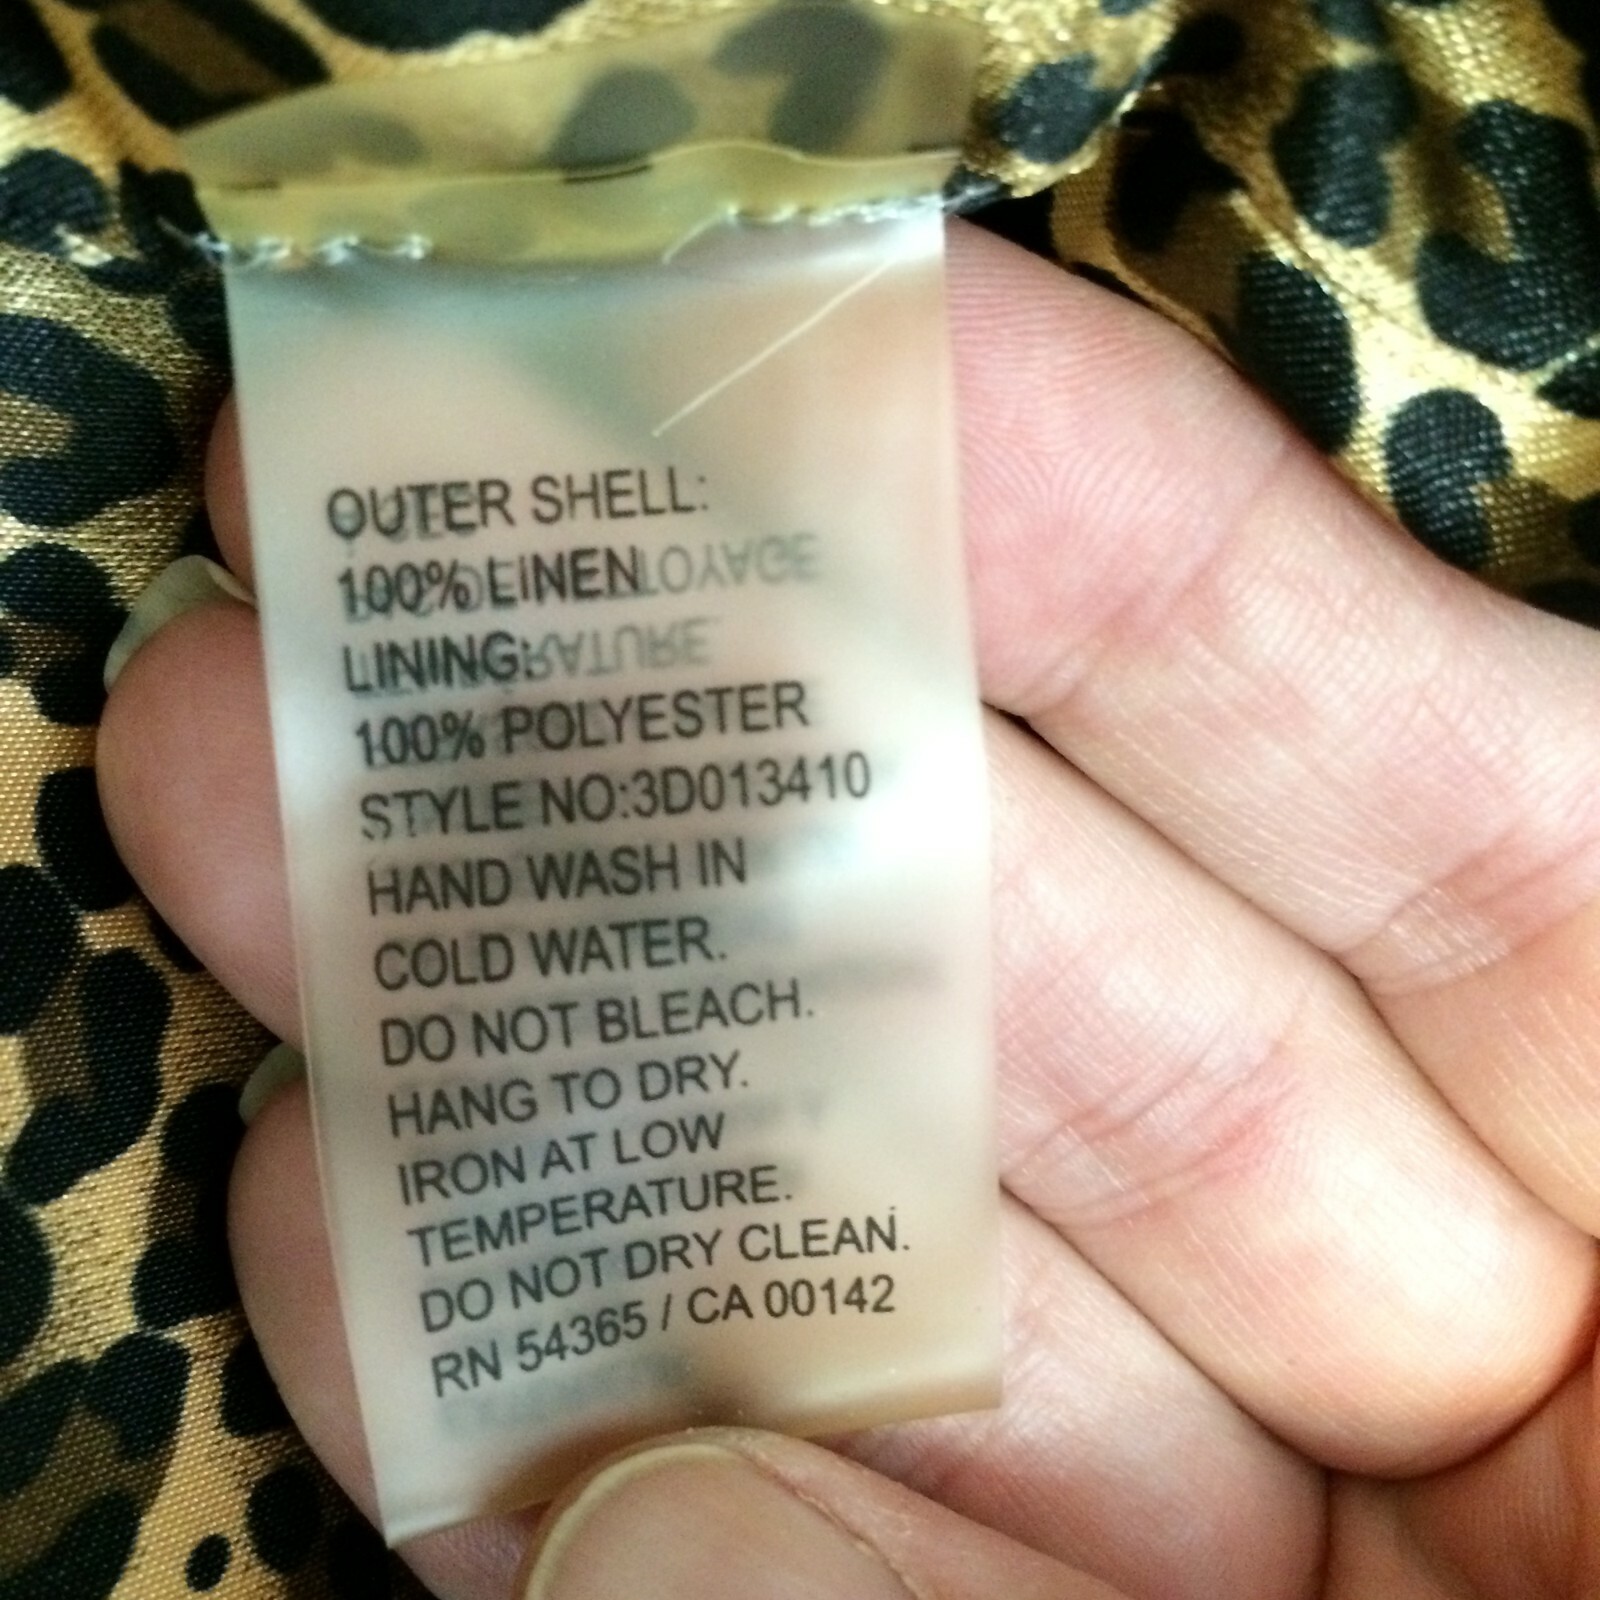 OUTER SHELL:
100% LINEN
LINING:
100% POLYESTER
STYLE NO:3D013410
HAND WASH IN
COLD WATER.
DO NOT BLEACH.
HANG TO DRY.
IRON AT LOW
TEMPERATURE.
DO NOT DRY CLEAN.
RN 54365 / CA 00142